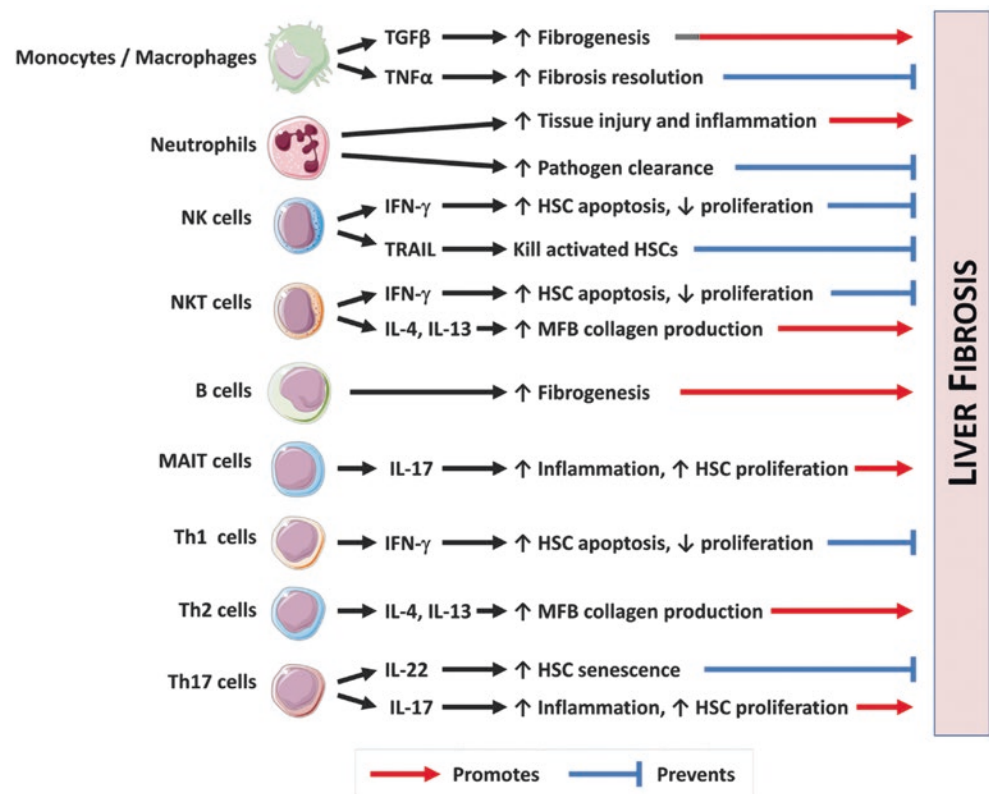 Monocytes / Macrophages
TGFβ ↑ Fibrogenesis
TNFα ↑ Fibrosis resolution
Neutrophils
↑ Tissue injury and inflammation
↑ Pathogen clearance
NK cells
IFN-γ ↑ HSC apoptosis, ↓ proliferation
TRAIL Kill activated HSCs
NKT cells
IFN-γ ↑ HSC apoptosis, ↓ proliferation
IL-4, IL-13 ↑ MFB collagen production
B cells ↑ Fibrogenesis
MAIT cells IL-17 ↑ Inflammation, ↑ HSC proliferation
Th1 cells IFN-γ ↑ HSC apoptosis, ↓ proliferation
Th2 cells IL-4, IL-13 ↑ MFB collagen production
Th17 cells
IL-22 ↑ HSC senescence
IL-17 ↑ Inflammation, ↑ HSC proliferation
LIVER FIBROSIS
Promotes Prevents